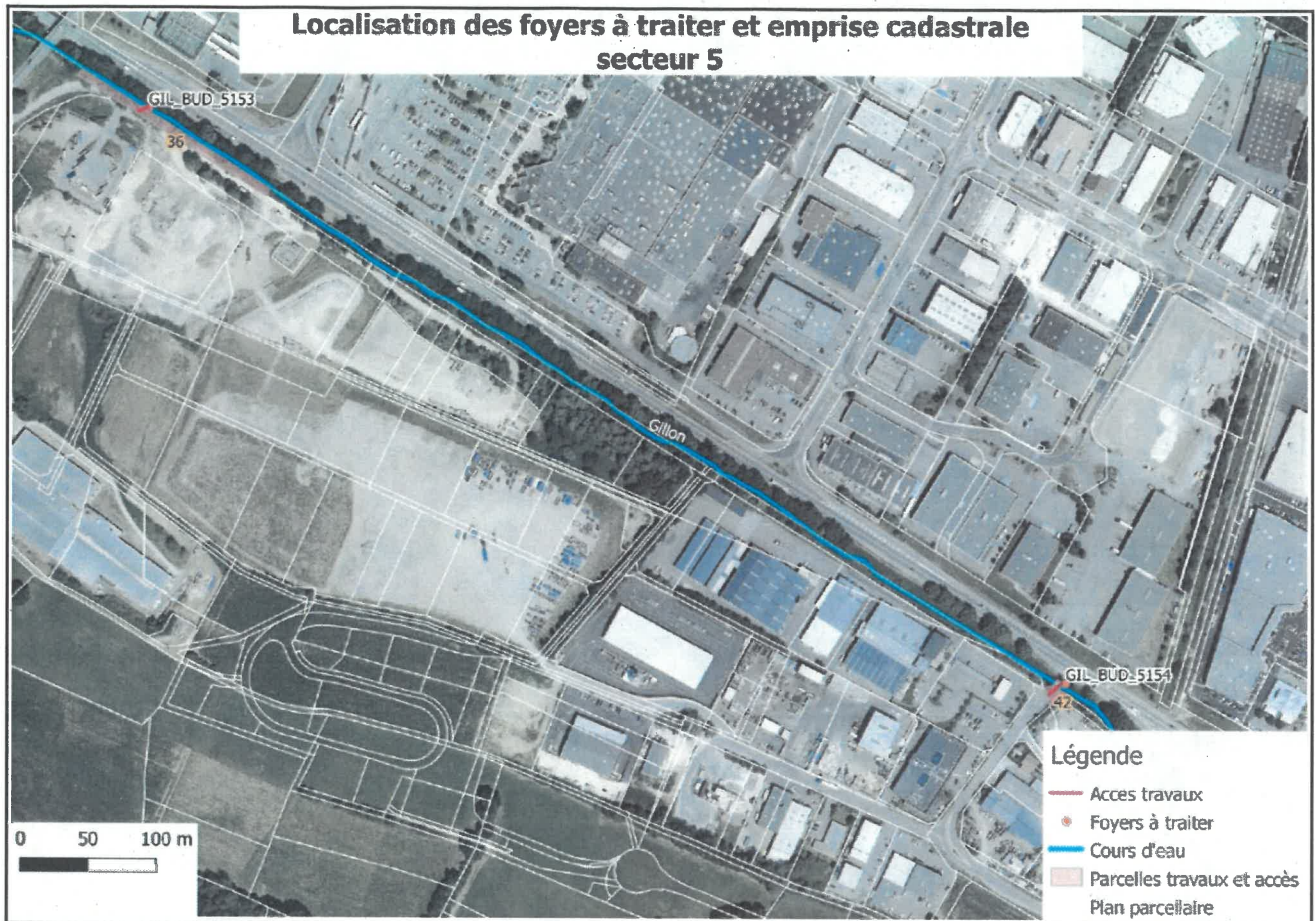 Localisation des foyers à traiter et emprise cadastrale
secteur 5
GIL_BUD_5153
36
Gillon
GIL_BUD_5154
42
Légende
Acces travaux
Foyers à traiter
Cours d'eau
Parcelles travaux et accès
Plan parcellaire
0 50 100 m